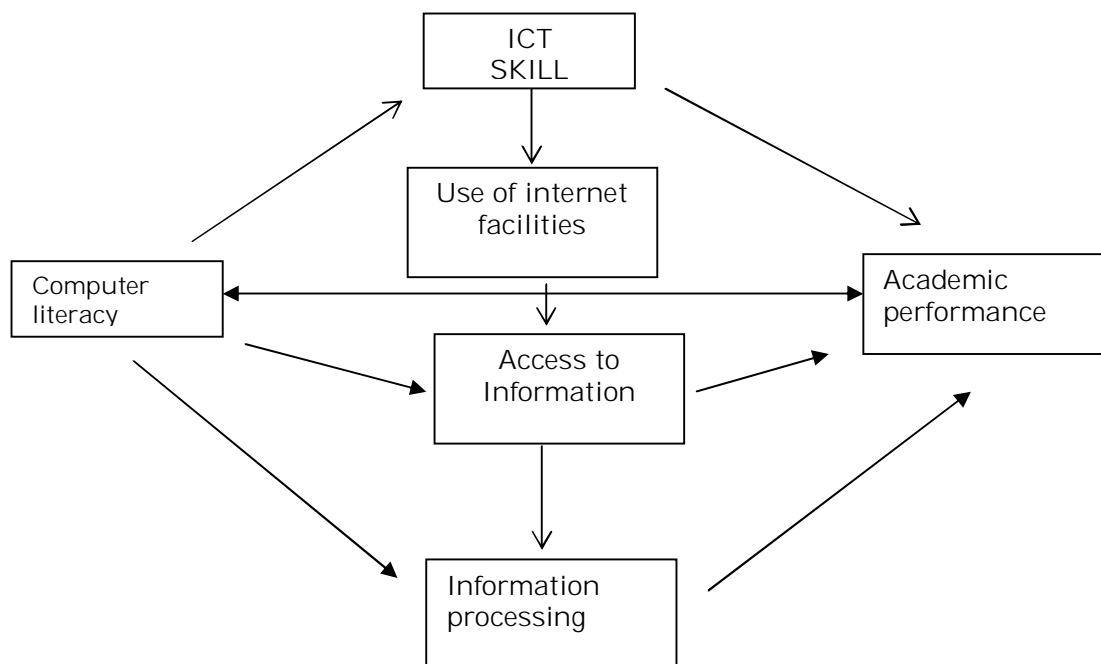 ICT
SKILL
Use of internet
facilities
Computer
literacy
Academic
performance
Access to
Information
Information
processing